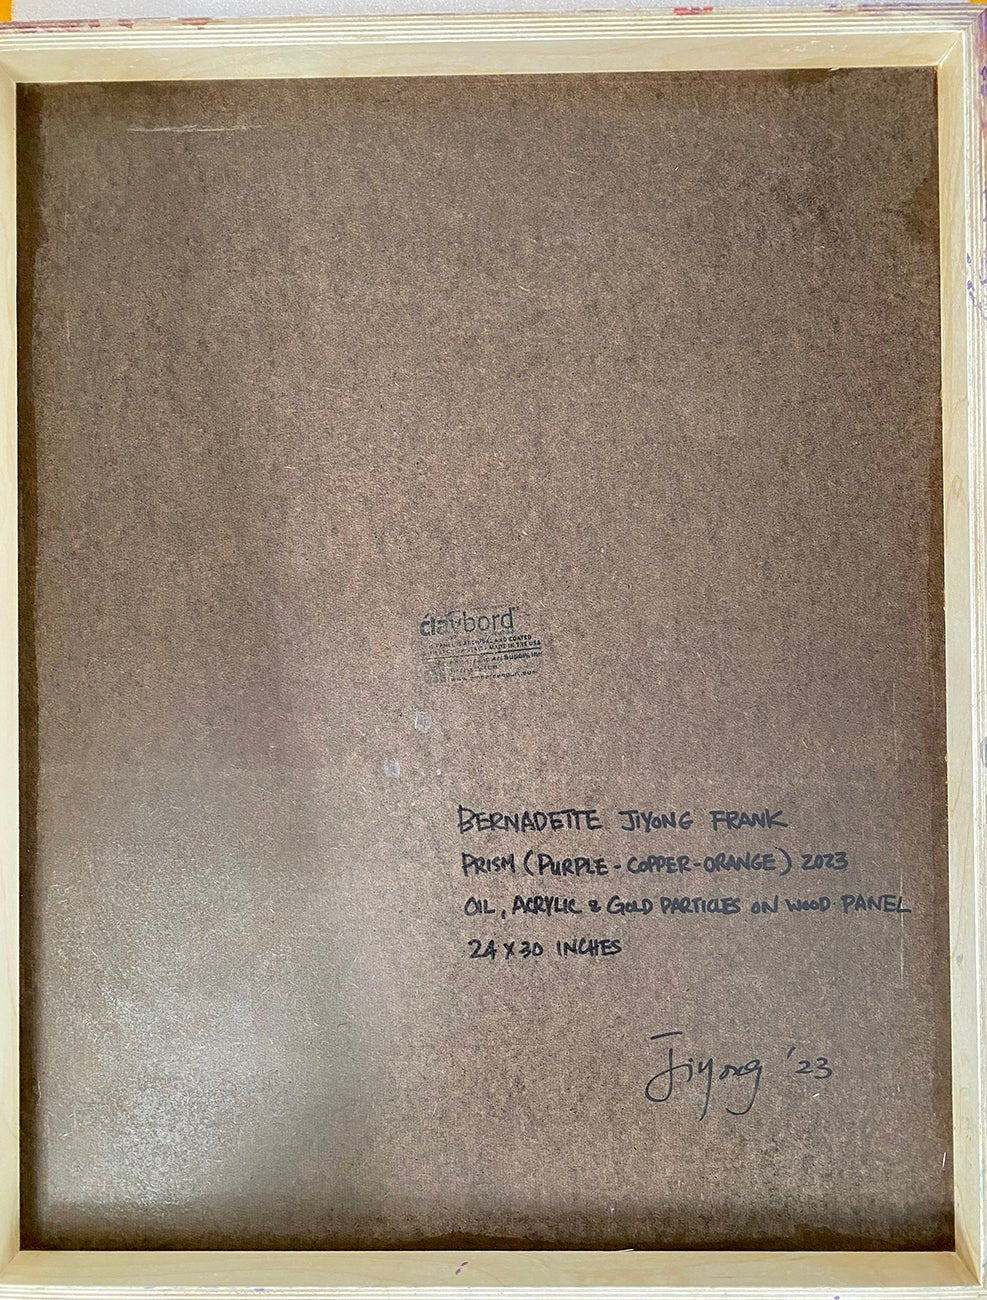 claybord™
MADE IN THE USA
BERNADETTE JIYONG FRANK
PRISM (PURPLE-COPPER-ORANGE) 2023
OIL, ACRYLIC & GOLD PARTICLES ON WOOD PANEL
24 X 30 INCHES
Jiyong '23